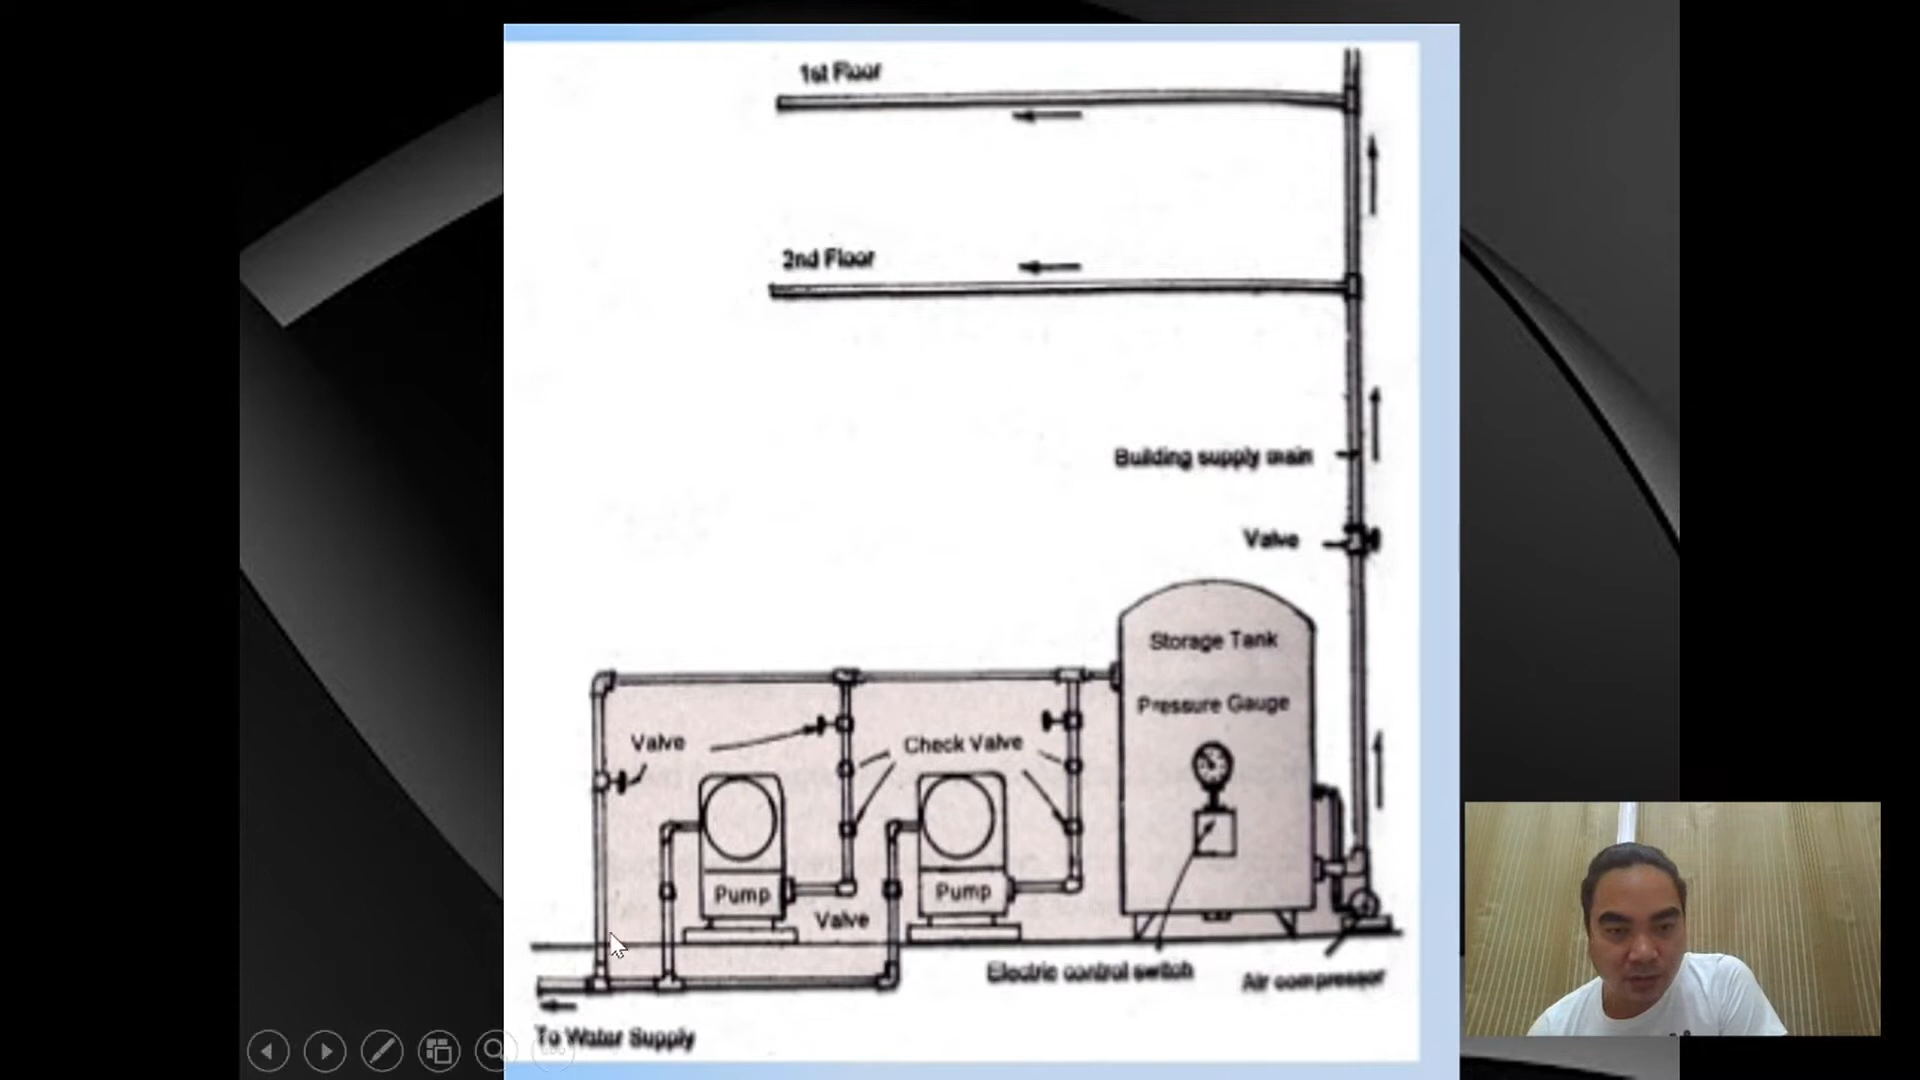 1st Floor
2nd Floor
Building supply main
Valve
Storage Tank
Pressure Gauge
Valve
Check Valve
Pump
Valve
Pump
Electric control switch
Air compressor
To Water Supply